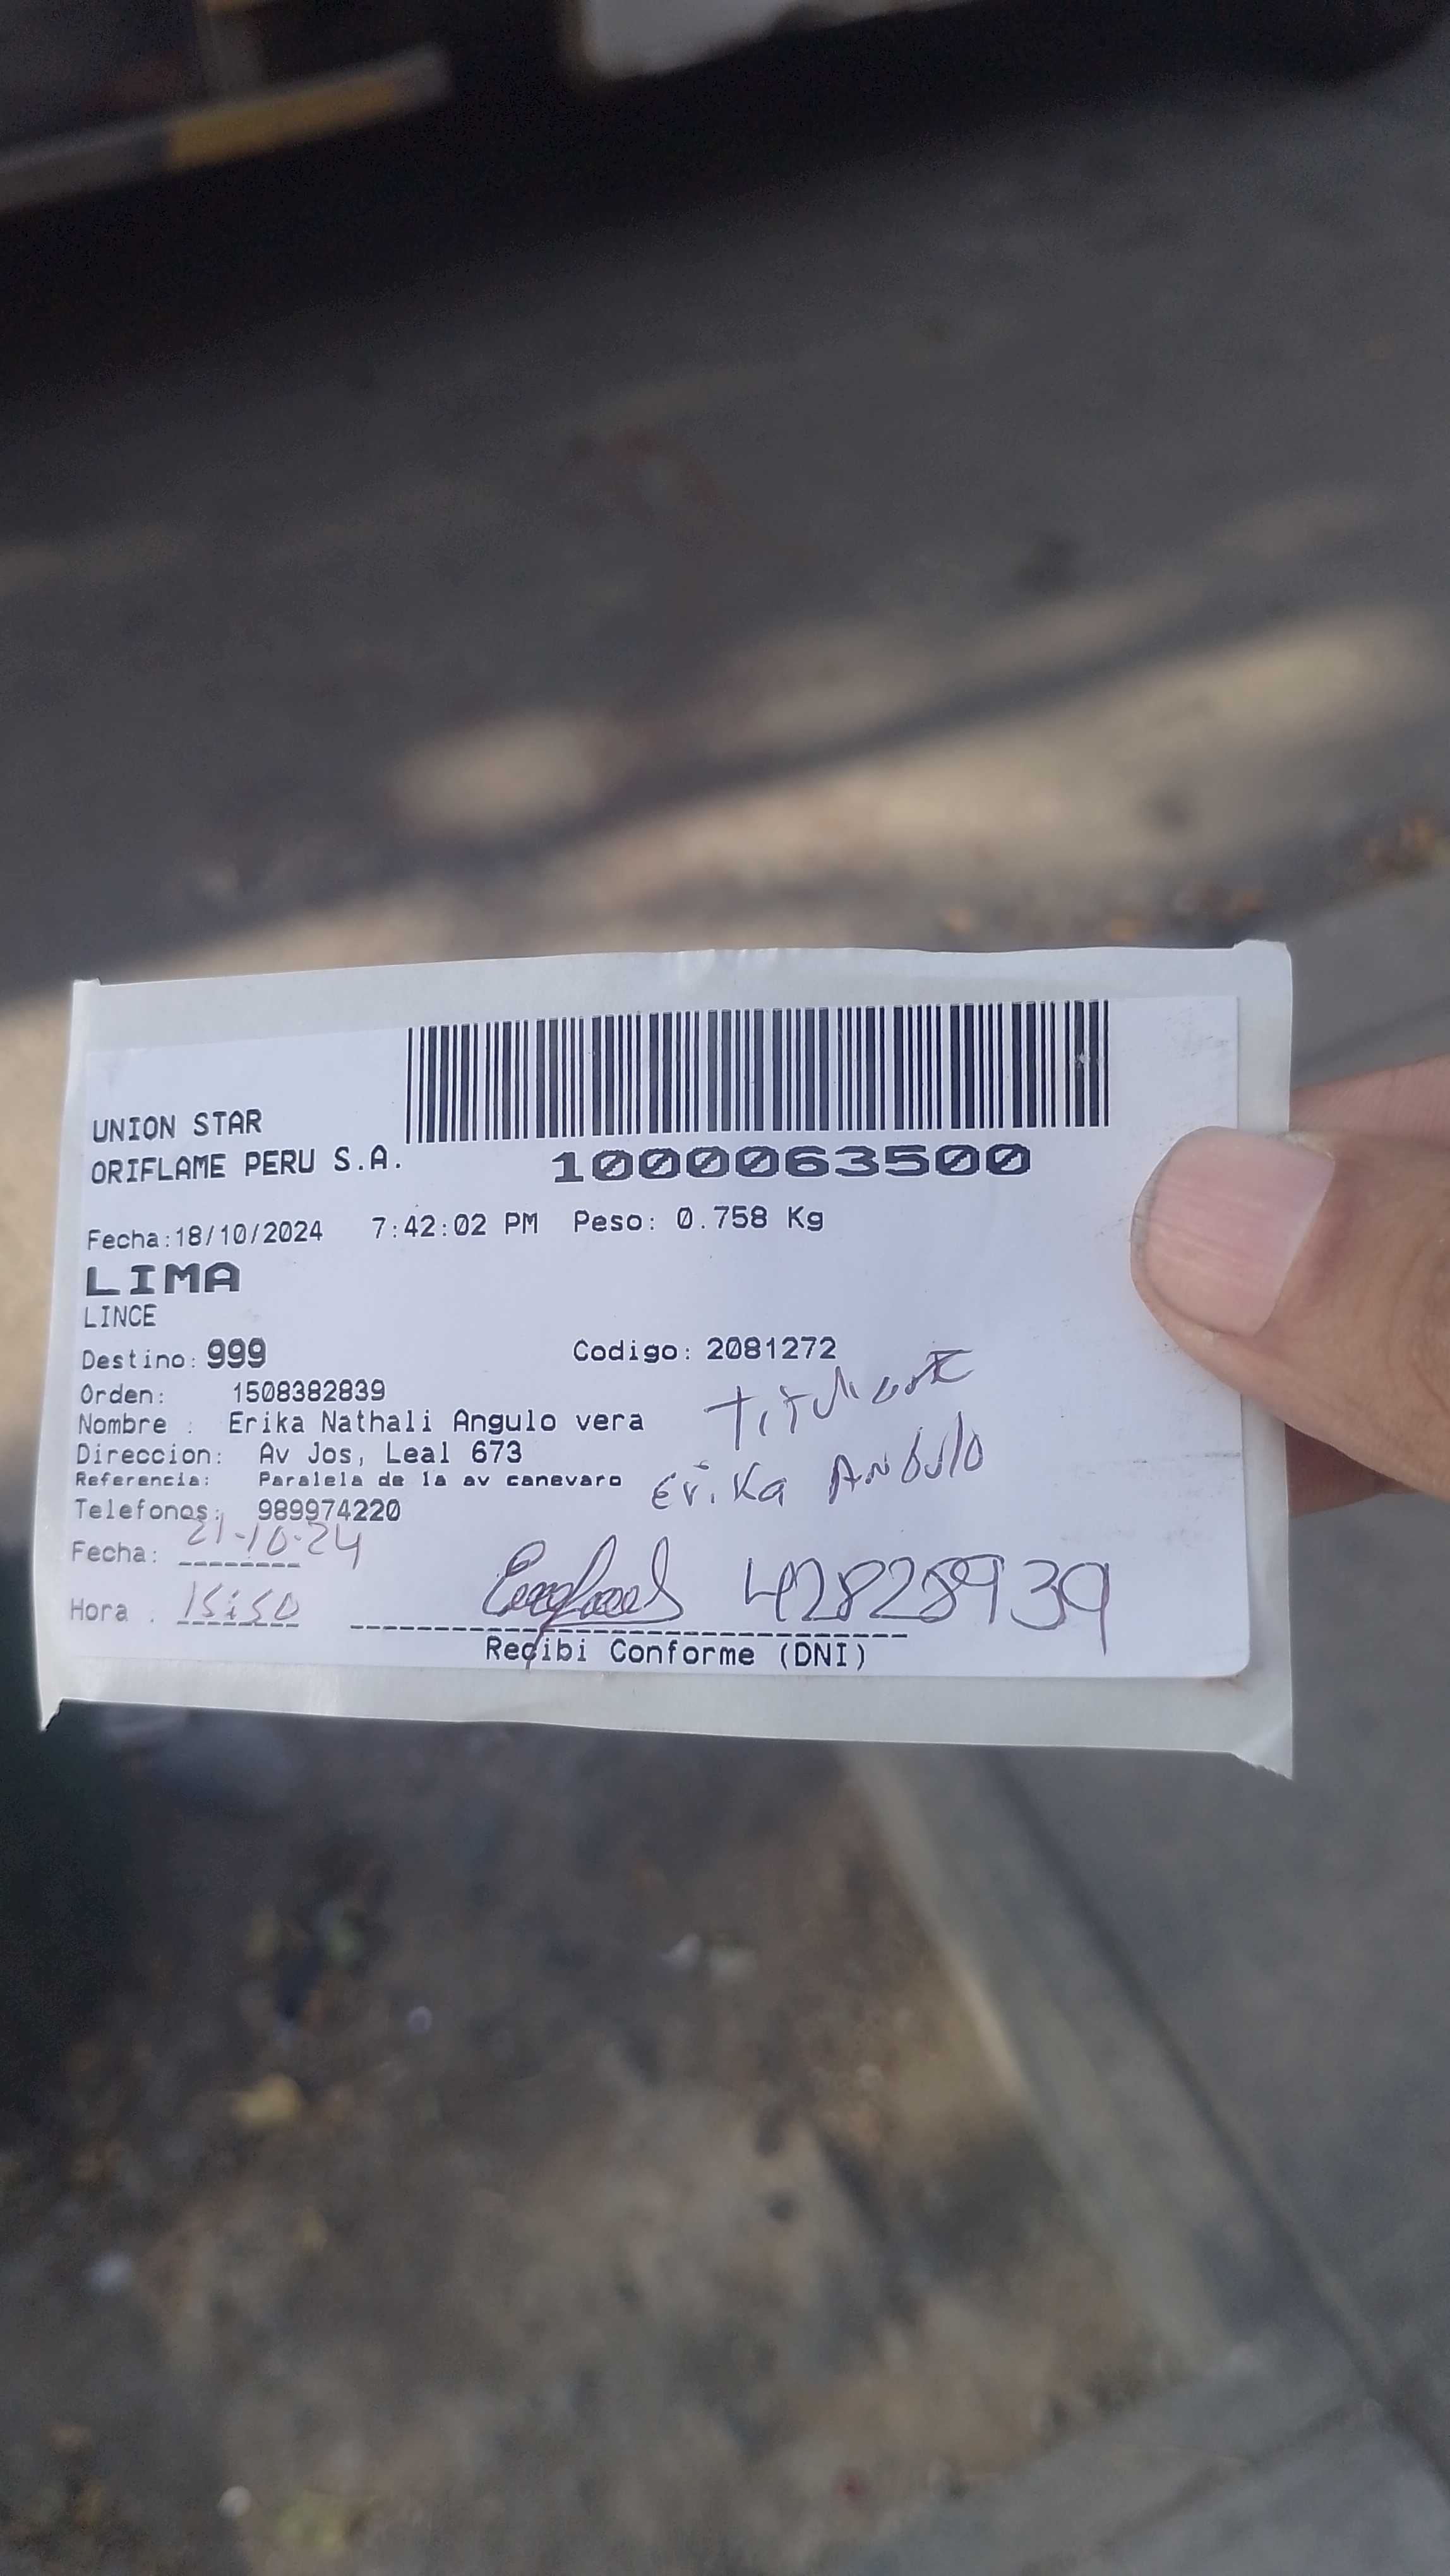 UNION STAR
ORIFLAME PERU S.A.
1000063500
Fecha:18/10/2024 7:42:02 PM Peso: 0.758 Kg
LIMA
LINCE
Destino: 999 Codigo: 2081272
Orden: 1508382839
Titular
Nombre : Erika Nathali Angulo vera
Direccion: Av Jos, Leal 673
Referencia: Paralela de la av canevaro
Erika Angulo
Telefonos: 989974220
Fecha: 21-10-24
Hora . 15:50
42828939
Recibi Conforme (DNI)